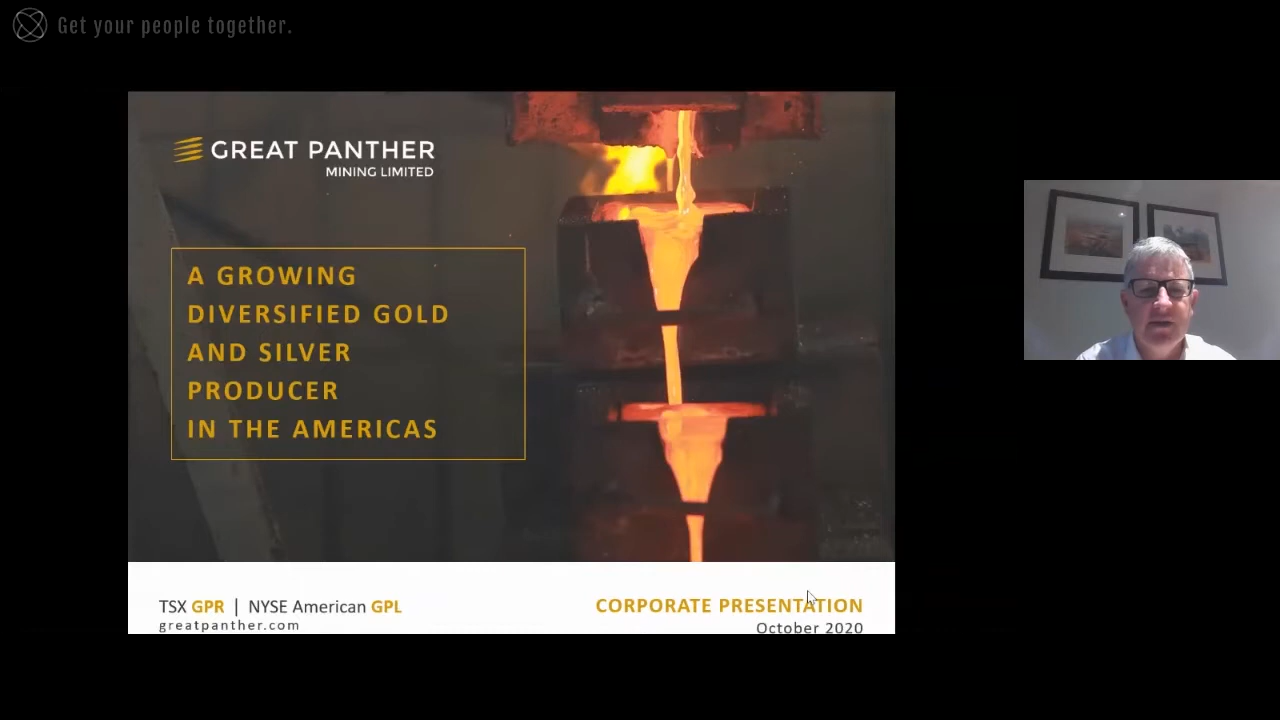 Get your people together.
GREAT PANTHER
MINING LIMITED
A GROWING
DIVERSIFIED GOLD
AND SILVER
PRODUCER
IN THE AMERICAS
TSX GPR | NYSE American GPL
greatpanther.com
CORPORATE PRESENTATION
October 2020